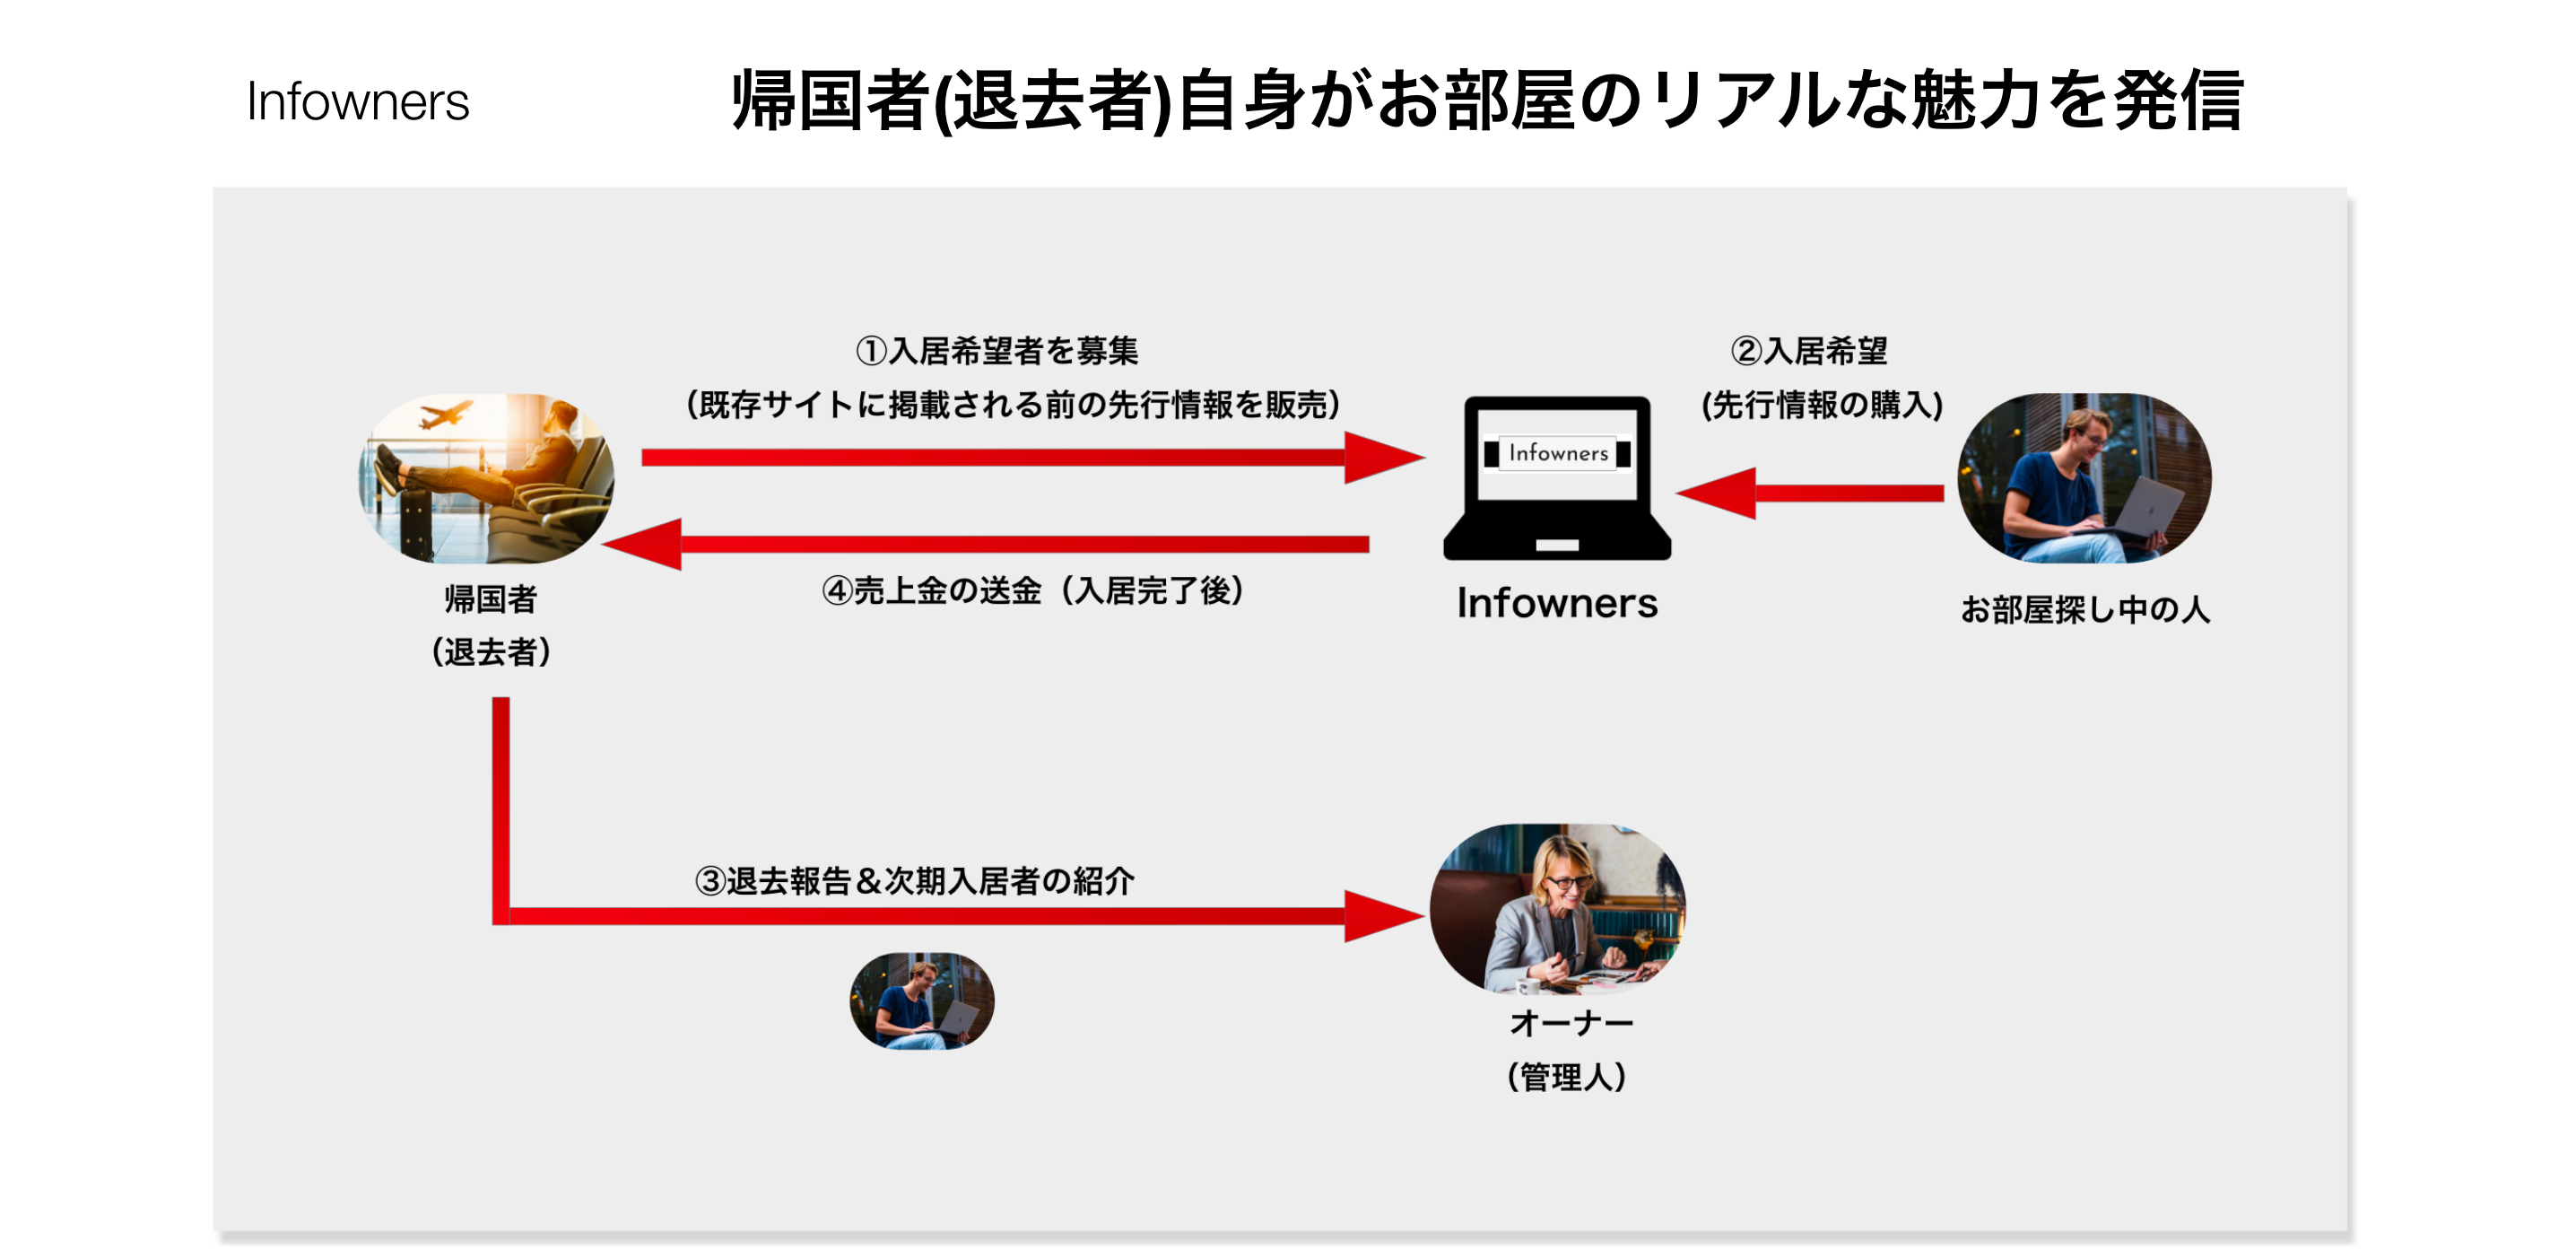 Infowners
帰国者(退去者)自身がお部屋のリアルな魅力を発信
①入居希望者を募集
（既存サイトに掲載される前の先行情報を販売）
②入居希望
(先行情報の購入)
Infowners
④売上金の送金（入居完了後）
帰国者
（退去者）
Infowners
お部屋探し中の人
③退去報告＆次期入居者の紹介
オーナー
（管理人）